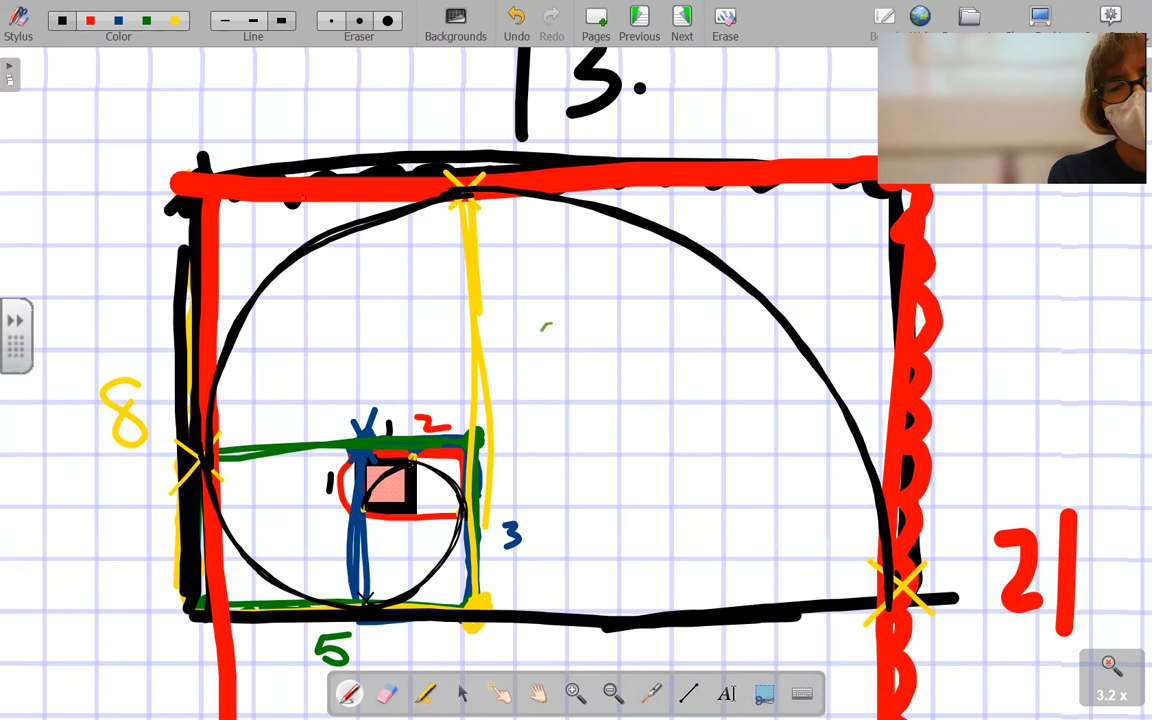 Stylus
Color
Line
Eraser
Backgrounds
Undo
Redo
Pages
Previous
Next
Erase
13.
8
1
2
1
3
5
21
3.2 x